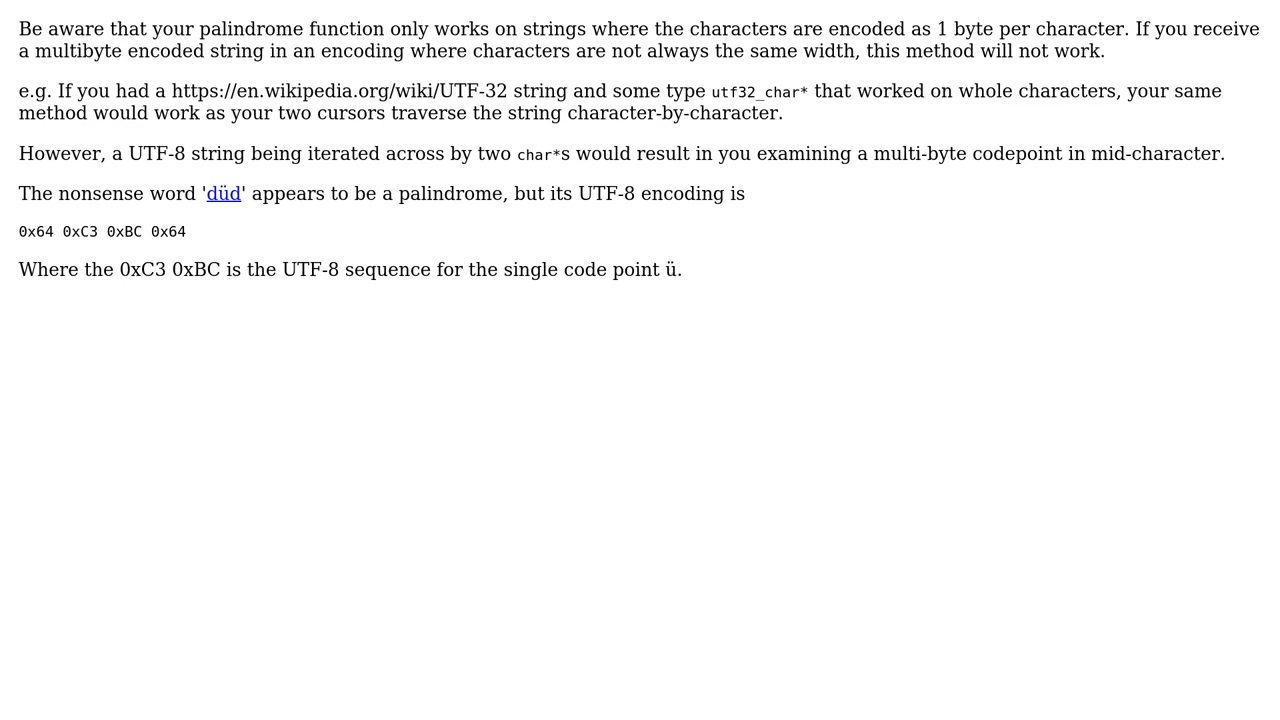 Be aware that your palindrome function only works on strings where the characters are encoded as 1 byte per character. If you receive
a multibyte encoded string in an encoding where characters are not always the same width, this method will not work.
e.g. If you had a https://en.wikipedia.org/wiki/UTF-32 string and some type utf32_char* that worked on whole characters, your same
method would work as your two cursors traverse the string character-by-character.
However, a UTF-8 string being iterated across by two char*s would result in you examining a multi-byte codepoint in mid-character.
The nonsense word 'düd' appears to be a palindrome, but its UTF-8 encoding is
0x64 0xC3 0xBC 0x64
Where the 0xC3 0xBC is the UTF-8 sequence for the single code point ü.